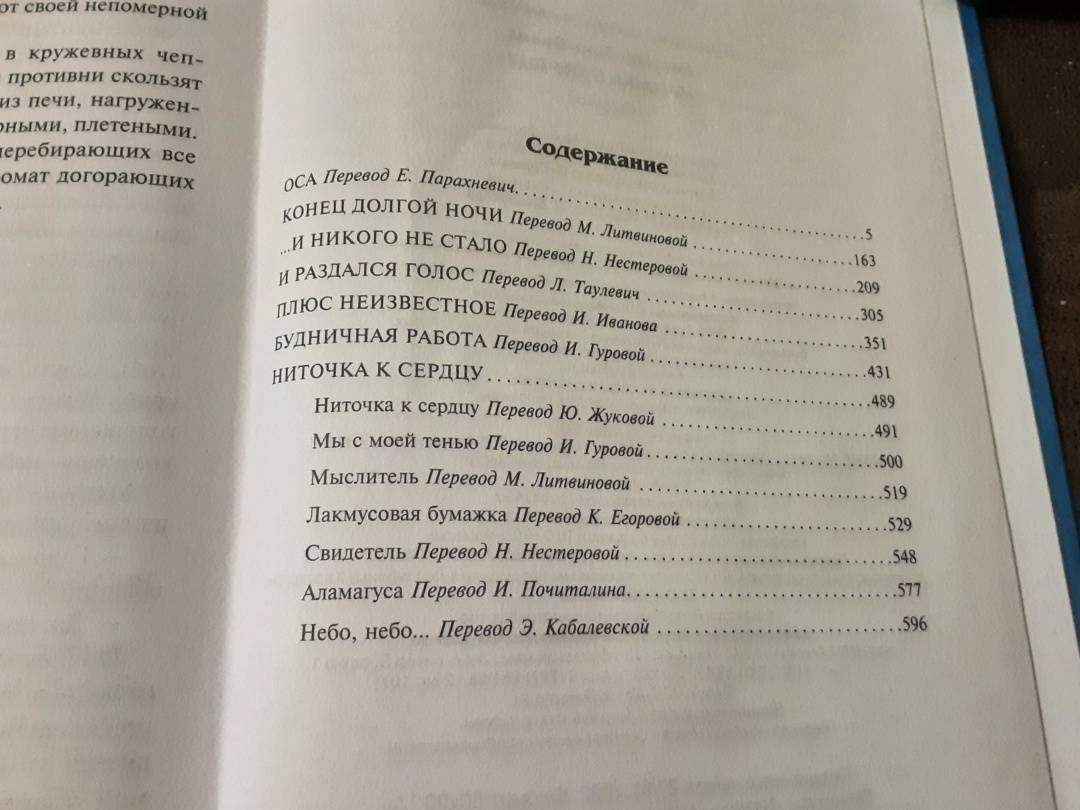 от своей непомерной
в кружевных чеп-
противни скользят
из печи, нагружен-
рными, плетеными.
перебирающих все
омат догорающих
Содержание
ОСА Перевод Е. Парахневич. 5
КОНЕЦ ДОЛГОЙ НОЧИ Перевод М. Литвиновой 163
...И НИКОГО НЕ СТАЛО Перевод Н. Нестеровой 209
И РАЗДАЛСЯ ГОЛОС Перевод Л. Таулевич 305
ПЛЮС НЕИЗВЕСТНОЕ Перевод И. Иванова 351
БУДНИЧНАЯ РАБОТА Перевод И. Гуровой 431
НИТОЧКА К СЕРДЦУ 489
Ниточка к сердцу Перевод Ю. Жуковой 491
Мы с моей тенью Перевод И. Гуровой 500
Мыслитель Перевод М. Литвиновой 519
Лакмусовая бумажка Перевод К. Егоровой 529
Свидетель Перевод Н. Нестеровой 548
Аламагуса Перевод И. Почиталина 577
Небо, небо... Перевод Э. Кабалевской 596